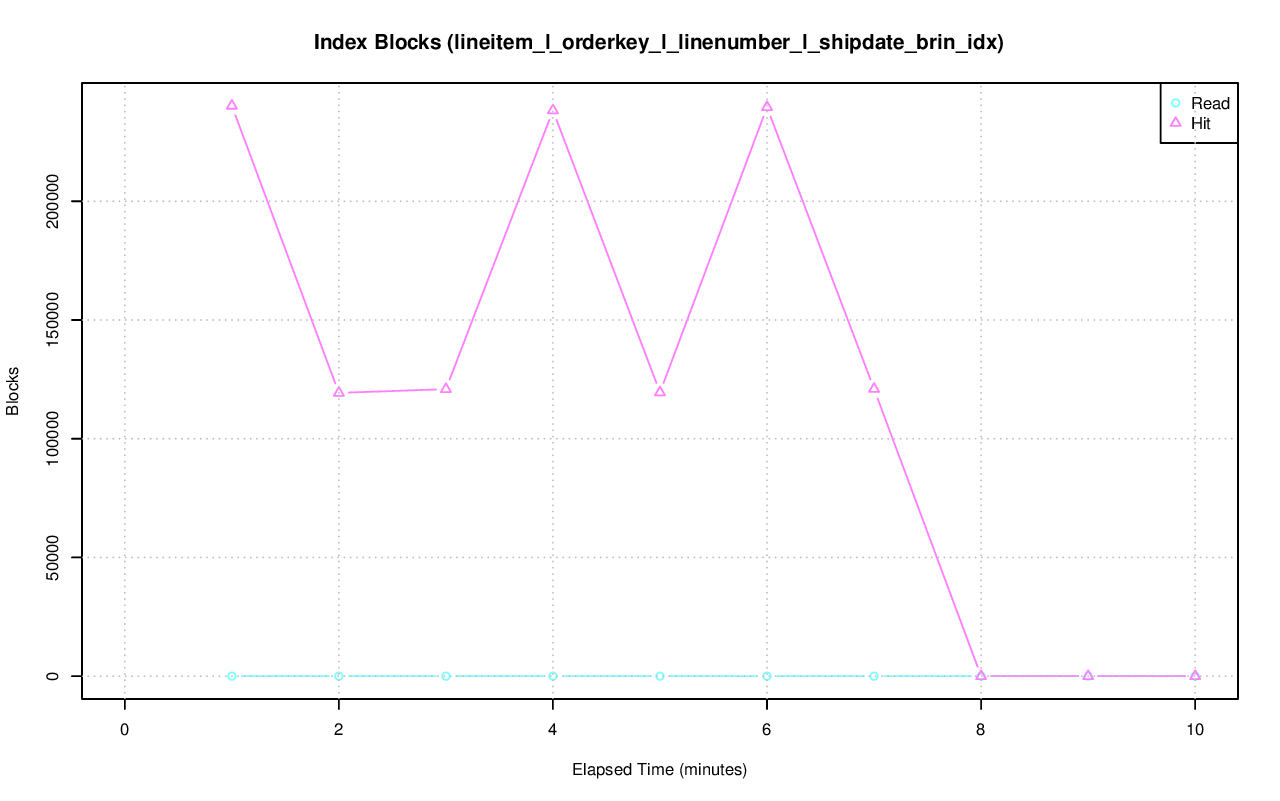 Index Blocks (lineitem_l_orderkey_l_linenumber_l_shipdate_brin_idx)
Read
Hit
Blocks
200000
150000
100000
50000
0
0 2 4 6 8 10
Elapsed Time (minutes)